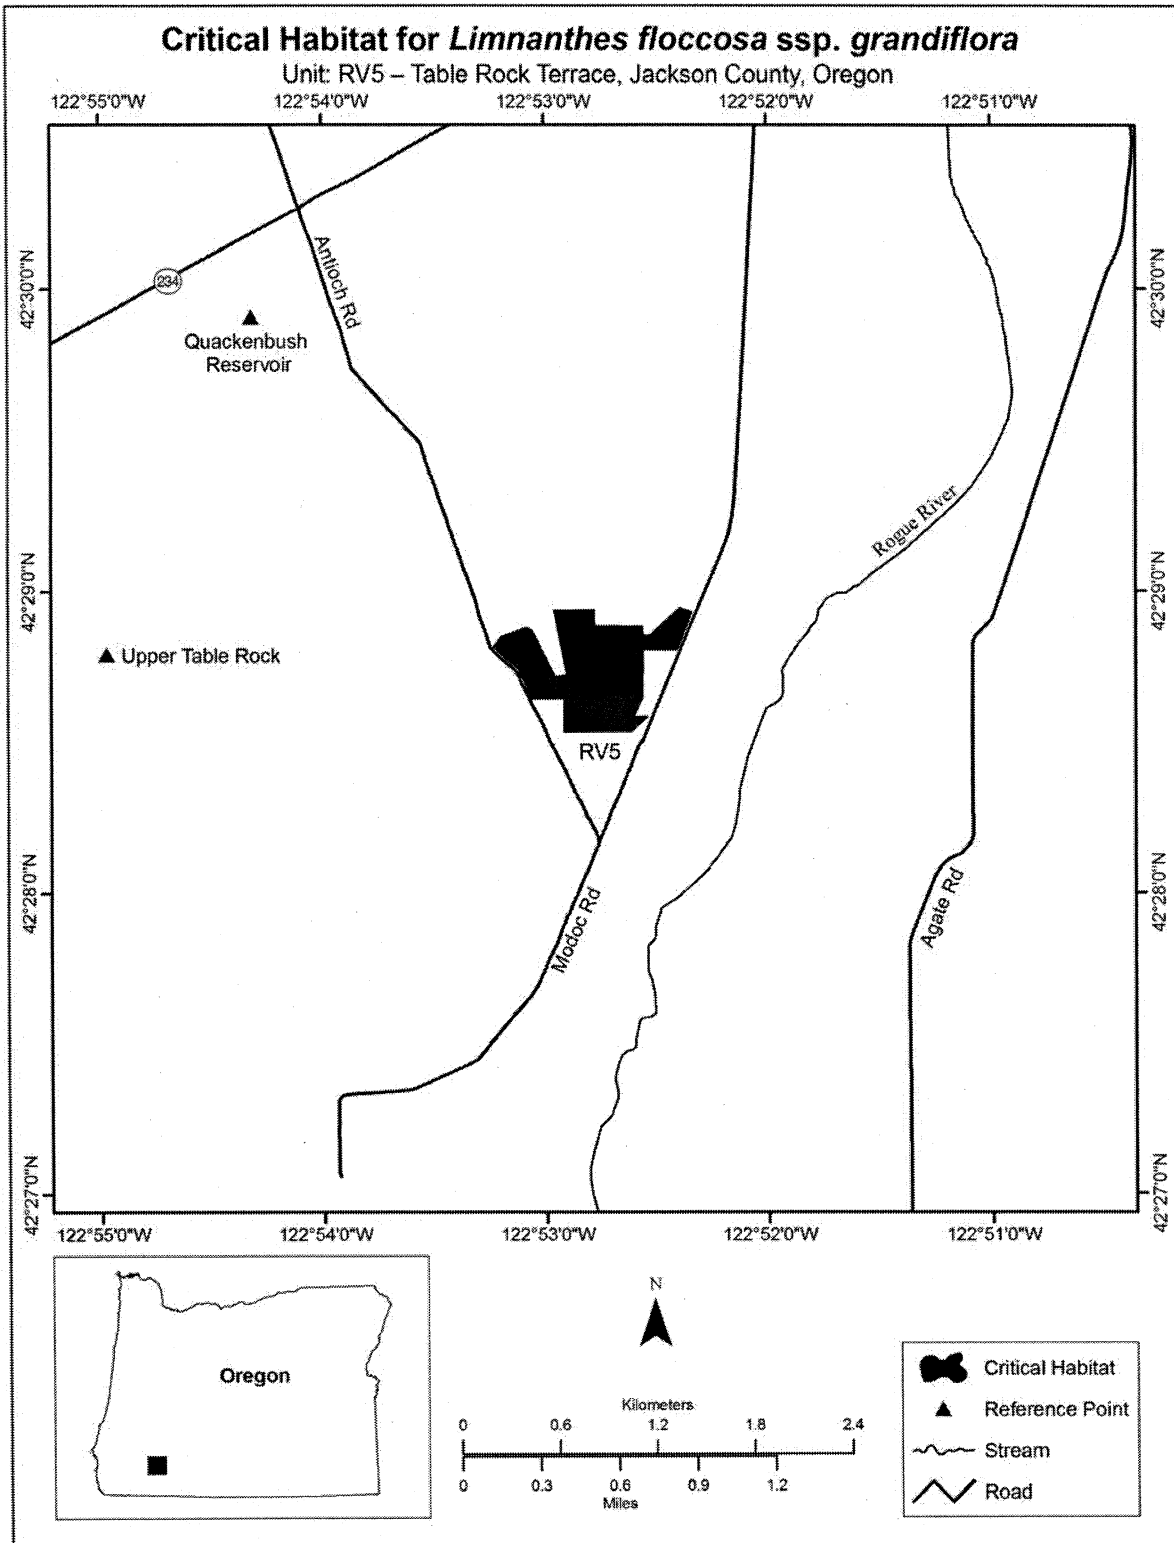 Critical Habitat for Limnanthes floccosa ssp. grandiflora
Unit: RV5 – Table Rock Terrace, Jackson County, Oregon
122°55'0"W 122°54'0"W 122°53'0"W 122°52'0"W 122°51'0"W
Antioch Rd
42°30'0"N
234
42°30'0"N
Quackenbush
Reservoir
Rogue River
42°29'0"N
42°29'0"N
Upper Table Rock
RV5
42°28'0"N
42°28'0"N
Modoc Rd
Agate Rd
42°27'0"N
42°27'0"N
122°55'0"W 122°54'0"W 122°53'0"W 122°52'0"W 122°51'0"W
Oregon
N
Kilometers
0 0.6 1.2 1.8 2.4
0 0.3 0.6 0.9 1.2
Miles
Critical Habitat
Reference Point
Stream
Road